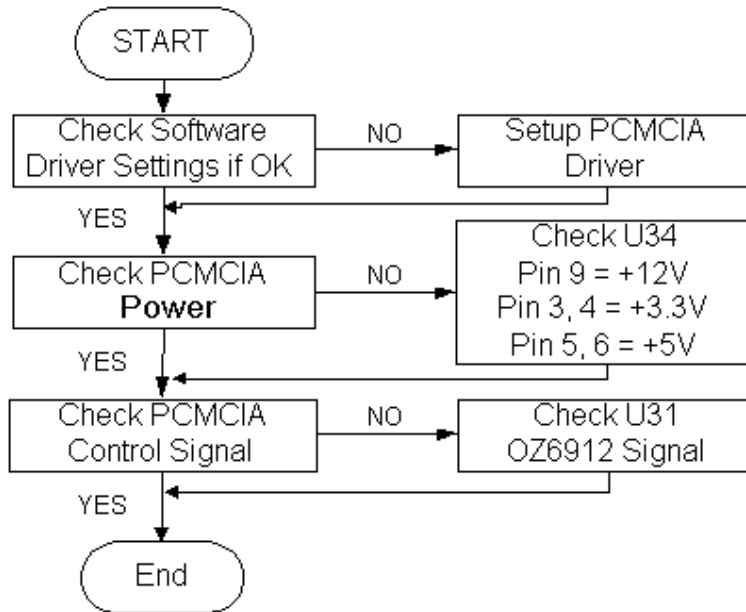 START
Check Software
Driver Settings if OK
NO
Setup PCMCIA
Driver
YES
Check PCMCIA
Power
NO
Check U34
Pin 9 = +12V
Pin 3, 4 = +3.3V
Pin 5, 6 = +5V
YES
Check PCMCIA
Control Signal
NO
Check U31
OZ6912 Signal
YES
End